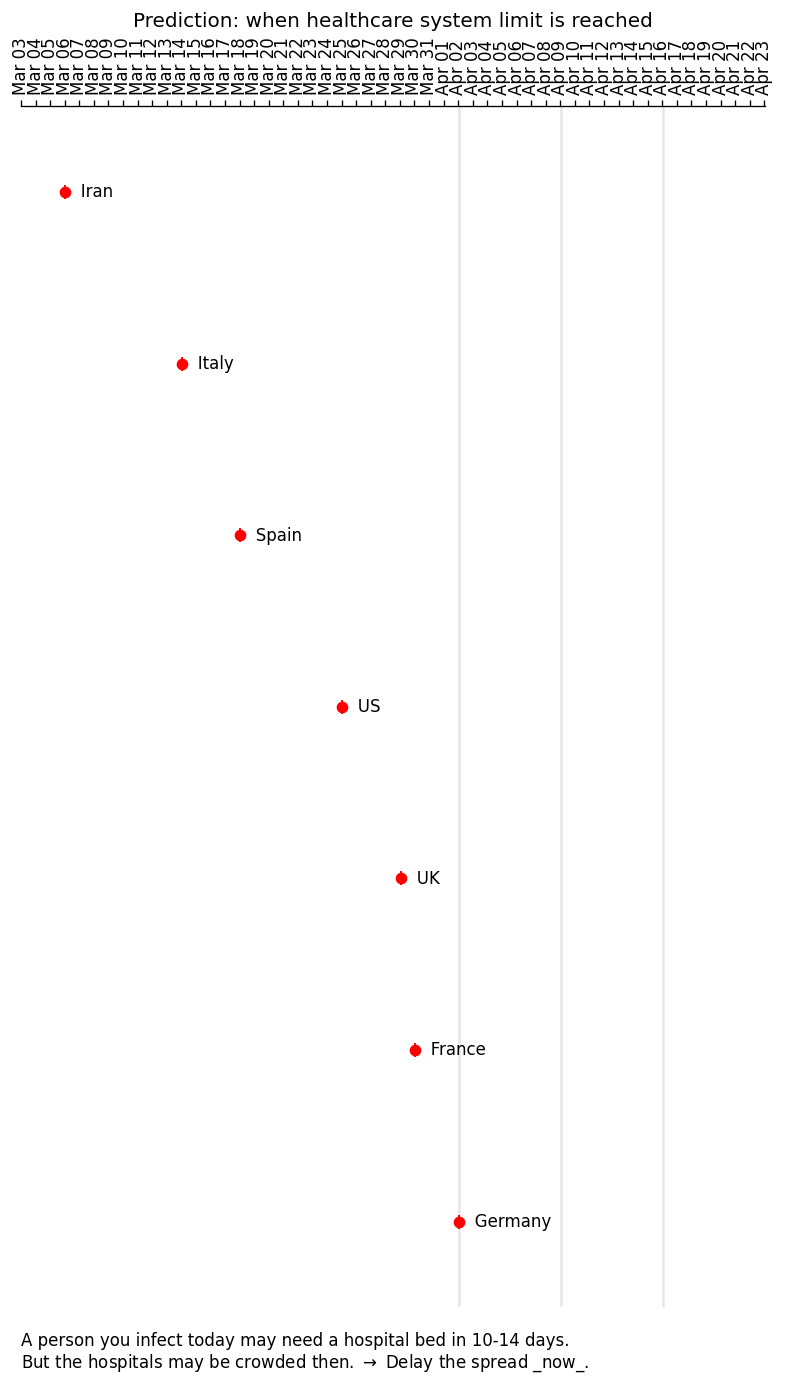 Prediction: when healthcare system limit is reached
Mar 03
Mar 04
Mar 05
Mar 06
Mar 07
Mar 08
Mar 09
Mar 10
Mar 11
Mar 12
Mar 13
Mar 14
Mar 15
Mar 16
Mar 17
Mar 18
Mar 19
Mar 20
Mar 21
Mar 22
Mar 23
Mar 24
Mar 25
Mar 26
Mar 27
Mar 28
Mar 29
Mar 30
Mar 31
Apr 01
Apr 02
Apr 03
Apr 04
Apr 05
Apr 06
Apr 07
Apr 08
Apr 09
Apr 10
Apr 11
Apr 12
Apr 13
Apr 14
Apr 15
Apr 16
Apr 17
Apr 18
Apr 19
Apr 20
Apr 21
Apr 22
Apr 23
Iran
Italy
Spain
US
UK
France
Germany
A person you infect today may need a hospital bed in 10-14 days.
But the hospitals may be crowded then. → Delay the spread _now_.